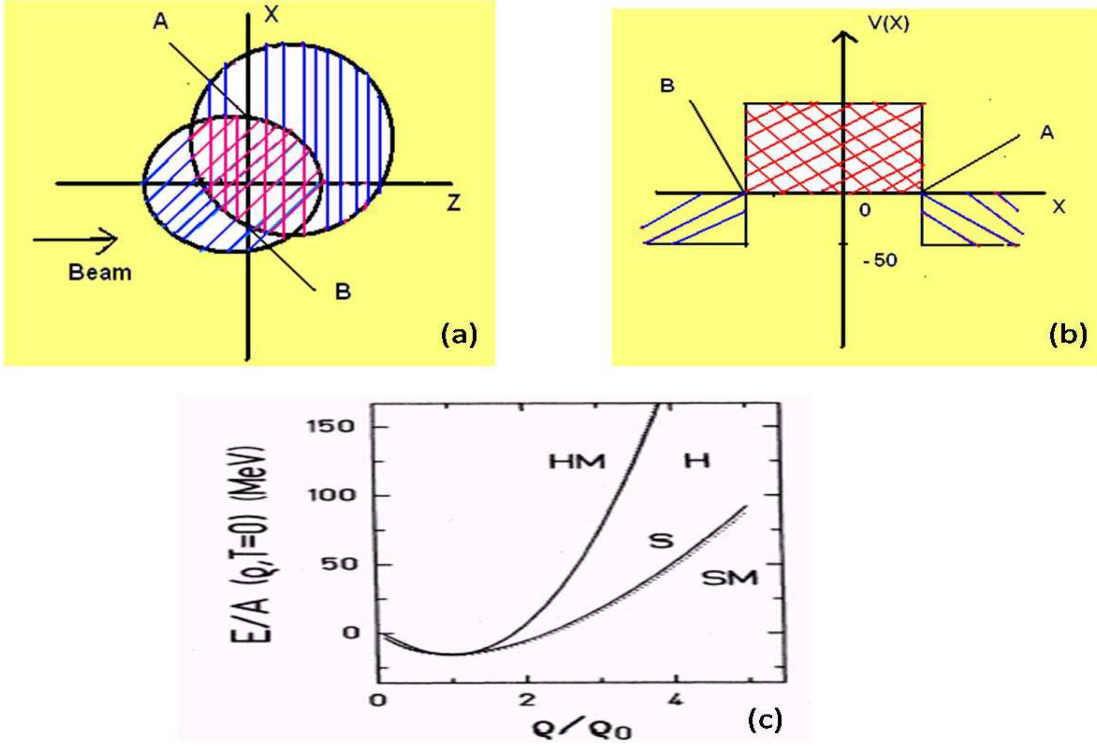 A
X
Z
Beam
B
(a)
V(X)
B
A
0
X
-50
(b)
E/A (ρ,T=0) (MeV)
150
100
50
0
HM
H
S
SM
0
2
4
ρ/ρ0
(c)